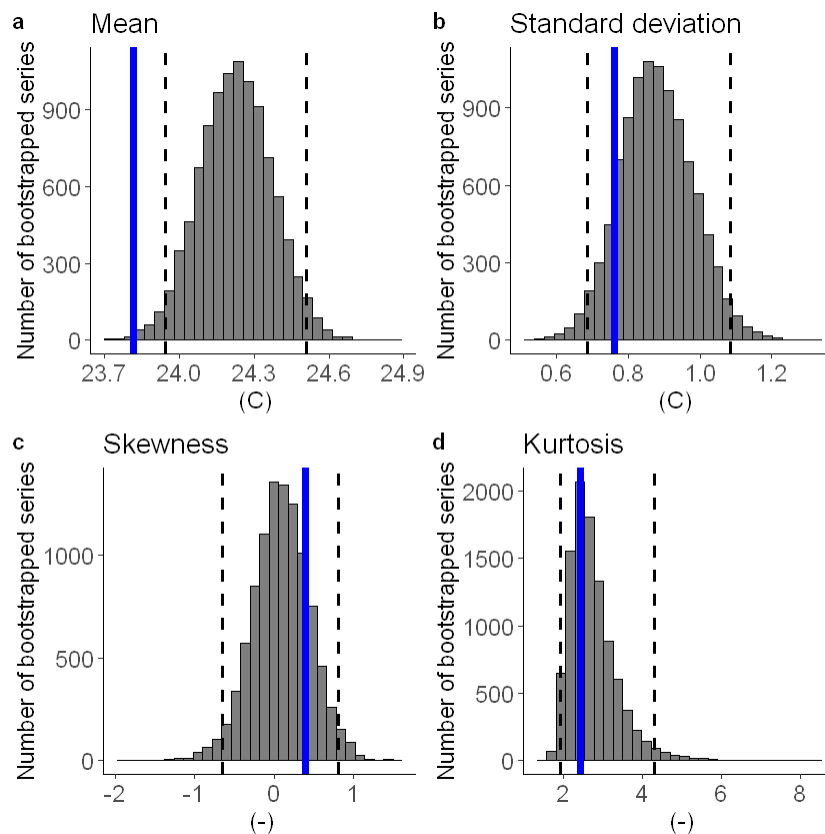 a Mean
Number of bootstrapped series
900
600
300
0
23.7 24.0 24.3 24.6 24.9
(C)
b Standard deviation
Number of bootstrapped series
900
600
300
0
0.6 0.8 1.0 1.2
(C)
c Skewness
Number of bootstrapped series
1000
500
0
-2 -1 0 1
(-)
d Kurtosis
Number of bootstrapped series
2000
1500
1000
500
0
2 4 6 8
(-)